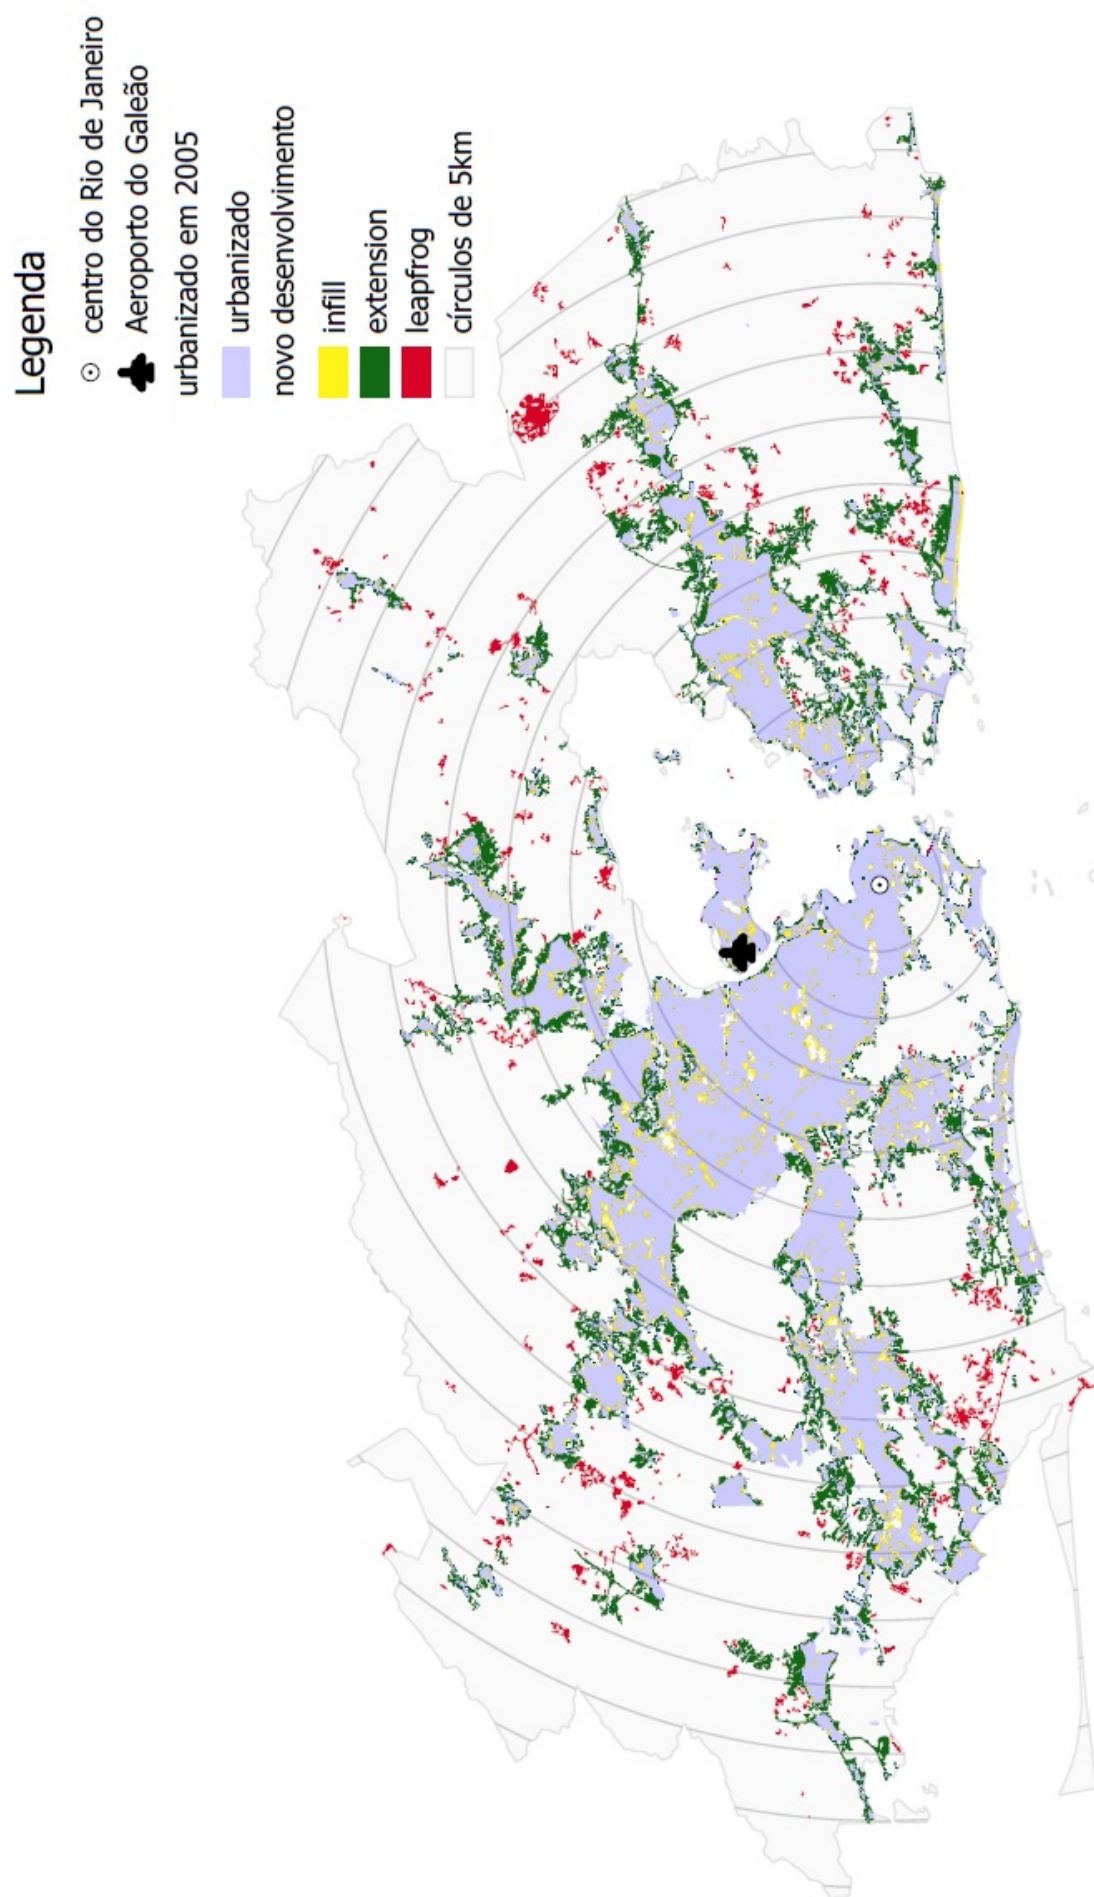 Legenda
centro do Rio de Janeiro
Aeroporto do Galeão
urbanizado em 2005
urbanizado
novo desenvolvimento
infill
extension
leapfrog
dírculos de 5km